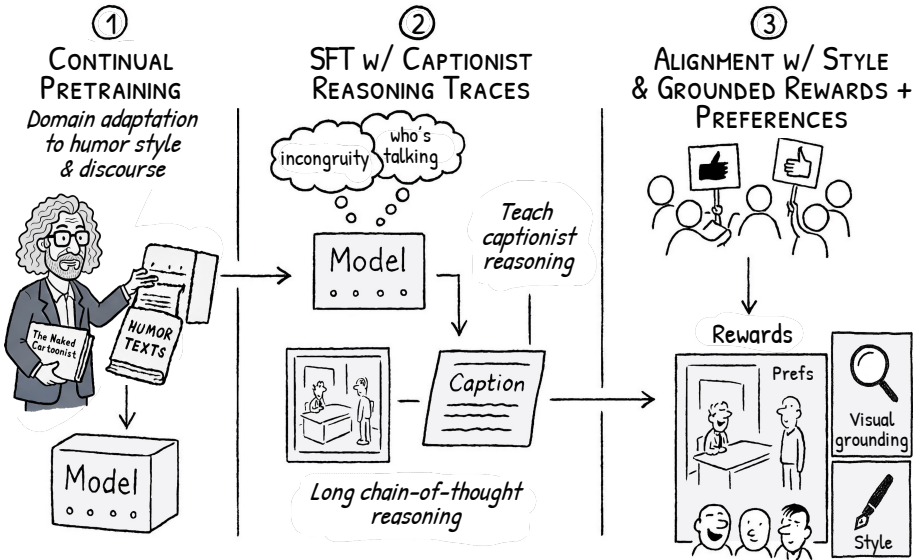 1
CONTINUAL
PRETRAINING
Domain adaptation
to humor style
& discourse
The Naked
Cartoonist
HUMOR
TEXTS
Model
2
SFT W/ CAPTIONIST
REASONING TRACES
incongruity
who's
talking
Model
Teach
captionist
reasoning
Caption
Long chain-of-thought
reasoning
3
ALIGNMENT W/ STYLE
& GROUNDED REWARDS +
PREFERENCES
Rewards
Prefs
Visual
grounding
Style